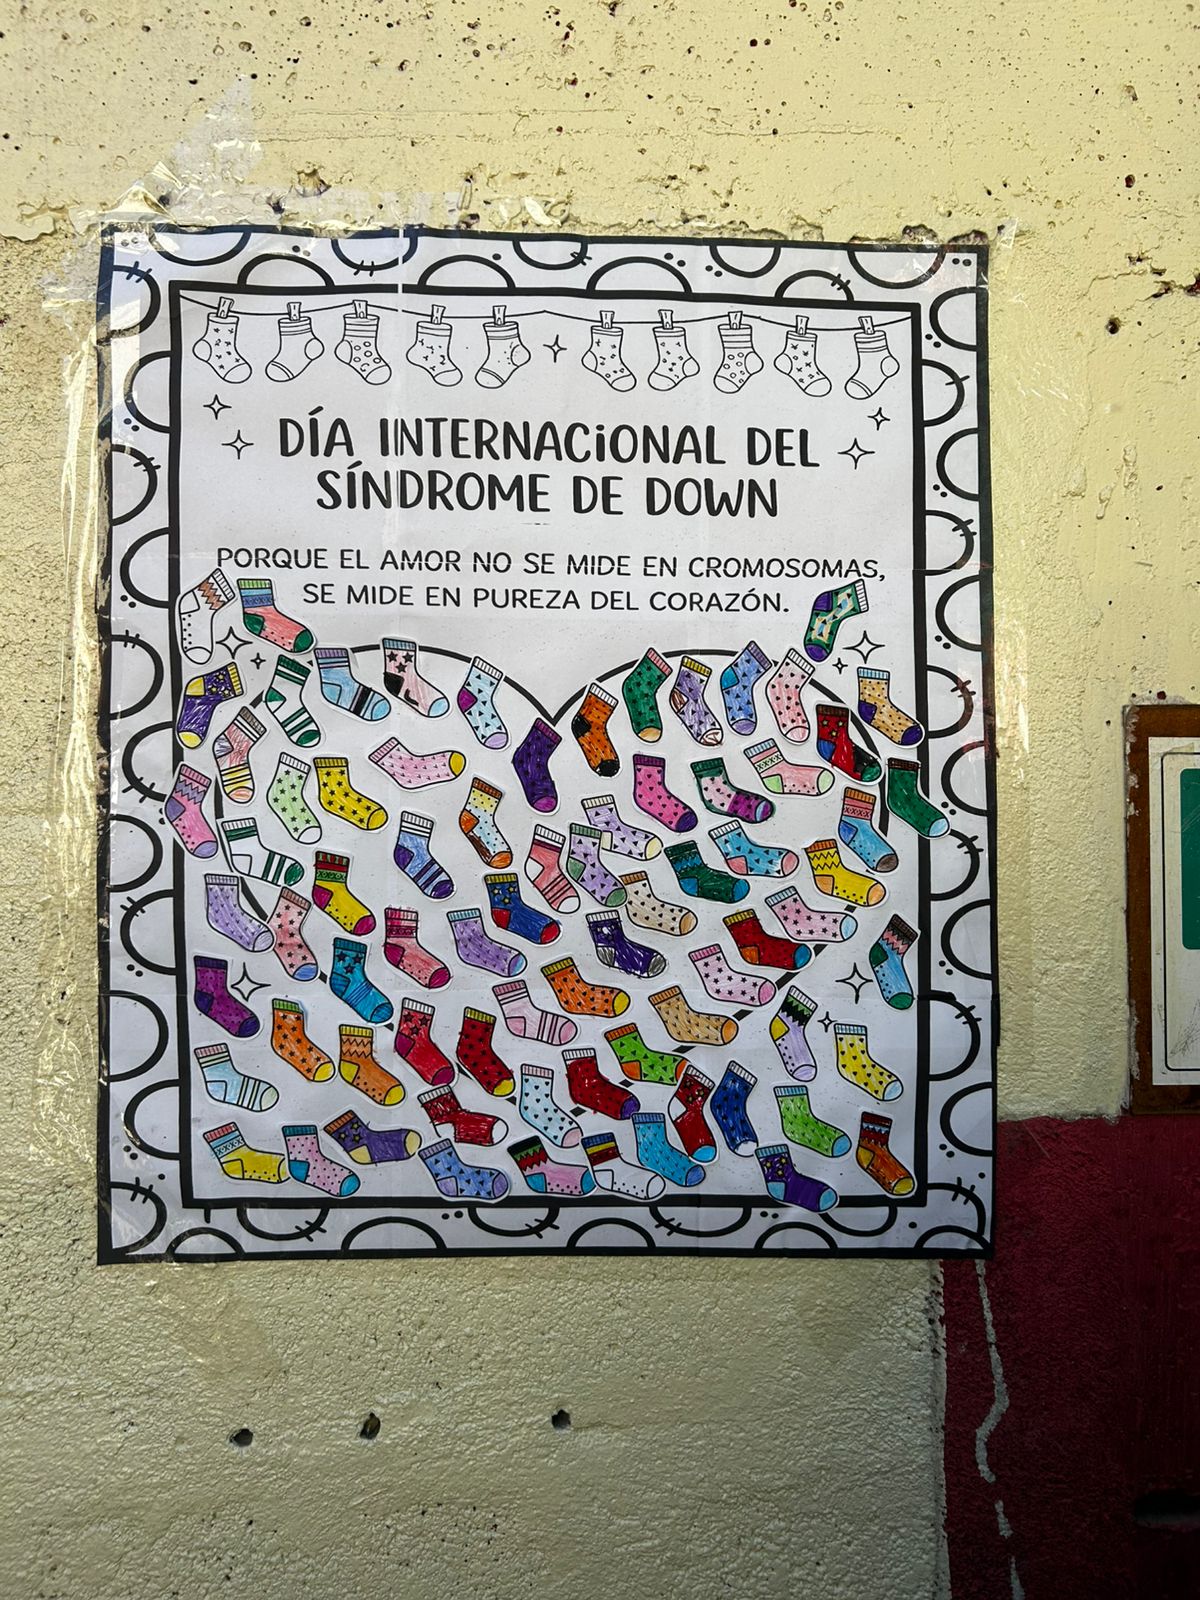 DÍA INTERNACiONAL DEL
SÍNDROME DE DOWN
PORQUE EL AMOR NO SE MIDE EN CROMOSOMAS,
SE MIDE EN PUREZA DEL CORAZÓN.